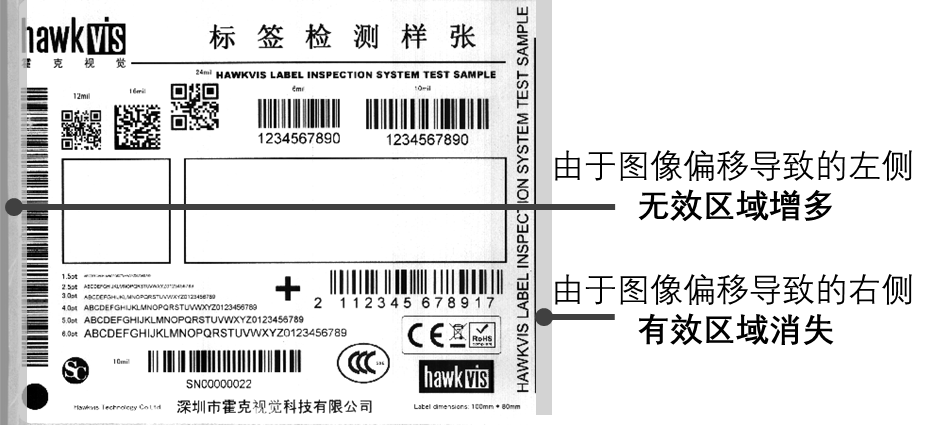 hawkvis
霍克视觉
标签检测样张
24mil HAWKVIS LABEL INSPECTION SYSTEM TEST SAMPLE
12mil
16mil
6mil
10mil
1234567890
1234567890
HAWKVIS LABEL INSPECTION SYSTEM TEST SAMPLE
由于图像偏移导致的左侧
无效区域增多
1.5pt
2.5pt ABCDEFGHIJKLMNOPQRSTUVWXYZ0123456789
3.0pt ABCDEFGHIJKLMNOPQRSTUVWXYZ0123456789
4.0pt ABCDEFGHIJKLMNOPQRSTUVWXYZ0123456789
5.0pt ABCDEFGHIJKLMNOPQRSTUVWXYZ0123456789
6.0pt ABCDEFGHIJKLMNOPQRSTUVWXYZ0123456789
2 112345 678917
由于图像偏移导致的右侧
有效区域消失
CE
RoHS
CCC
10mil
SN00000022
hawkvis
Hawkvis Technology Co.Ltd.
深圳市霍克视觉科技有限公司
Label dimensions: 100mm * 80mm